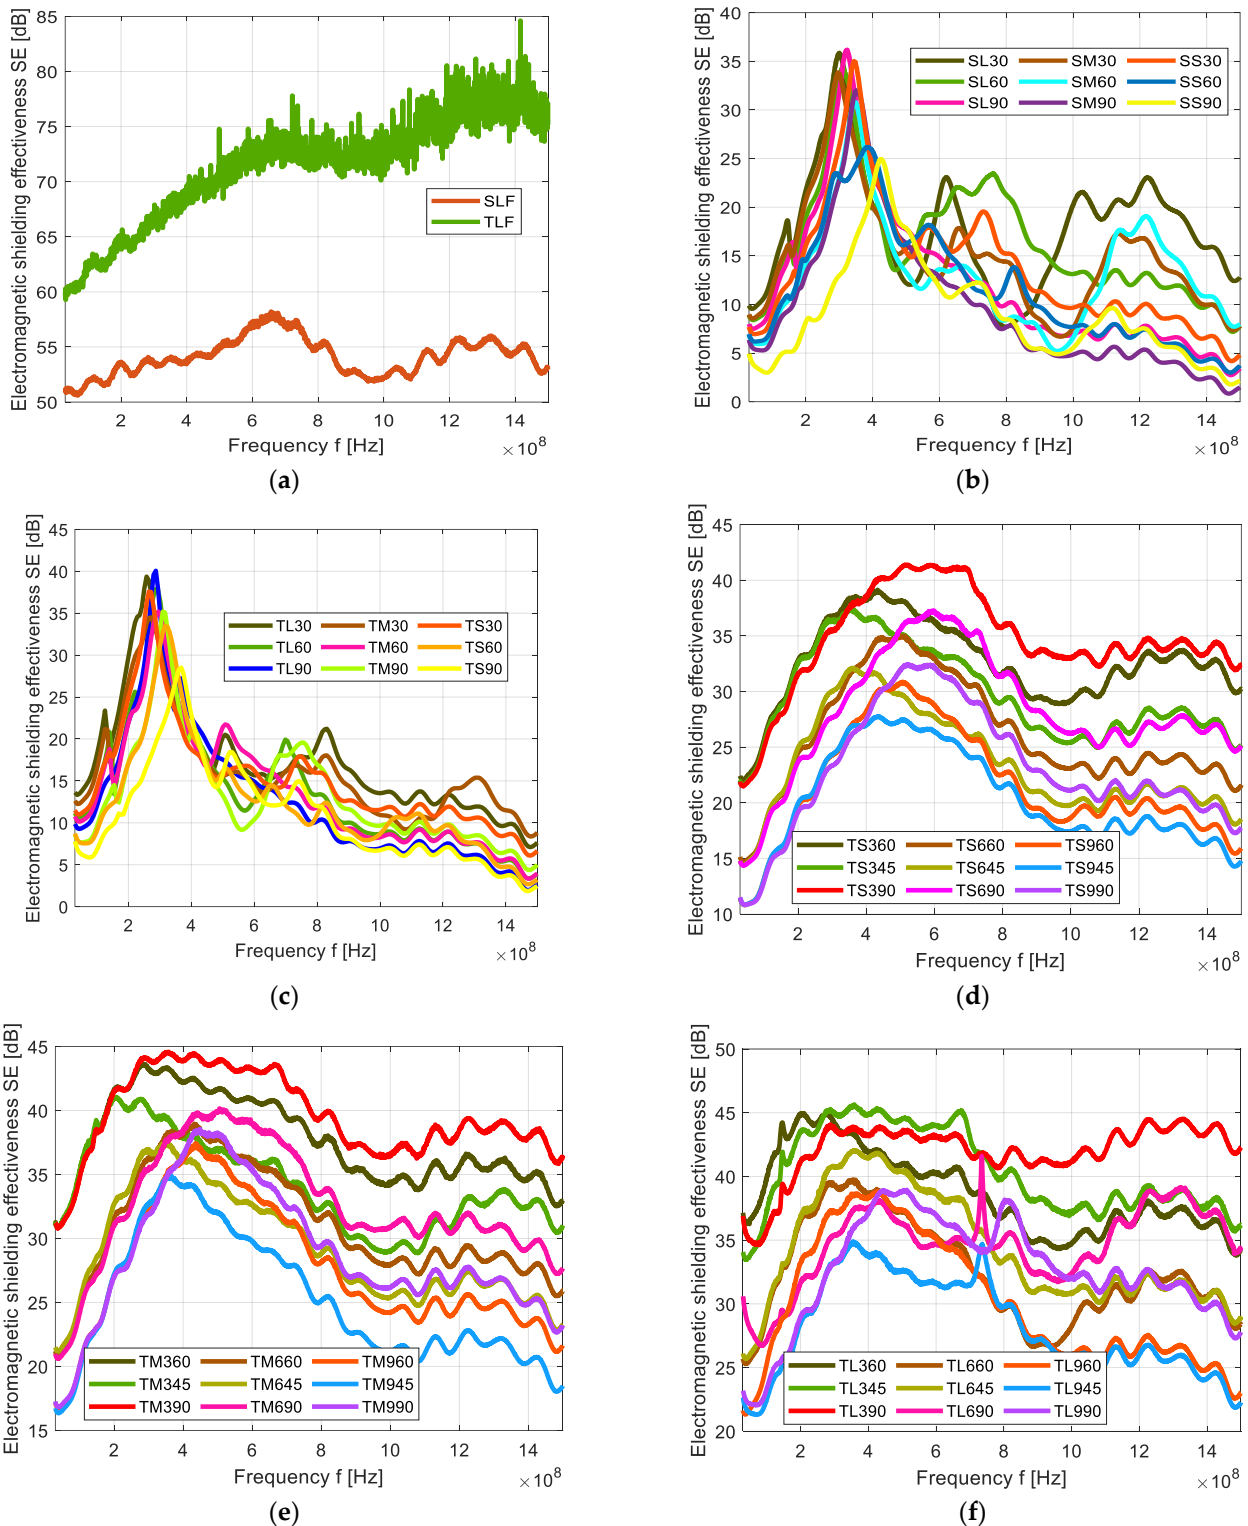 Electromagnetic shielding effectiveness SE [dB]
85
80
75
70
65
60
55
50
SLF
TLF
2 4 6 8 10 12 14
Frequency f [Hz]
×10^8
(a)
Electromagnetic shielding effectiveness SE [dB]
40
35
30
25
20
15
10
5
0
SL30 SM30 SS30
SL60 SM60 SS60
SL90 SM90 SS90
2 4 6 8 10 12 14
Frequency f [Hz]
×10^8
(b)
Electromagnetic shielding effectiveness SE [dB]
45
40
35
30
25
20
15
10
5
0
TL30 TM30 TS30
TL60 TM60 TS60
TL90 TM90 TS90
2 4 6 8 10 12 14
Frequency f [Hz]
×10^8
(c)
Electromagnetic shielding effectiveness SE [dB]
45
40
35
30
25
20
15
10
TS360 TS660 TS960
TS345 TS645 TS945
TS390 TS690 TS990
2 4 6 8 10 12 14
Frequency f [Hz]
×10^8
(d)
Electromagnetic shielding effectiveness SE [dB]
45
40
35
30
25
20
15
TM360 TM660 TM960
TM345 TM645 TM945
TM390 TM690 TM990
2 4 6 8 10 12 14
Frequency f [Hz]
×10^8
(e)
Electromagnetic shielding effectiveness SE [dB]
50
45
40
35
30
25
20
TL360 TL660 TL960
TL345 TL645 TL945
TL390 TL690 TL990
2 4 6 8 10 12 14
Frequency f [Hz]
×10^8
(f)